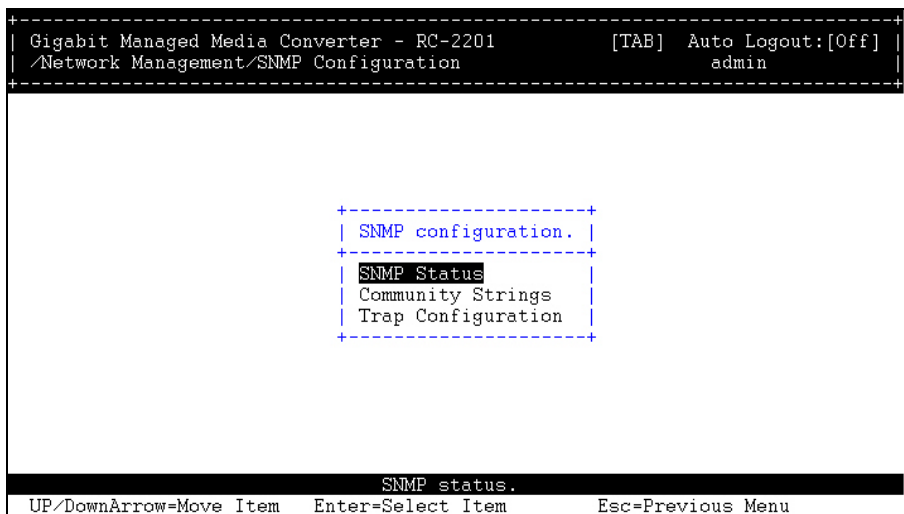 Gigabit Managed Media Converter - RC-2201 [TAB] Auto Logout:[Off]
/Network Management/SNMP Configuration admin
SNMP configuration.
SNMP Status
Community Strings
Trap Configuration
SNMP status.
UP/DownArrow=Move Item Enter=Select Item Esc=Previous Menu